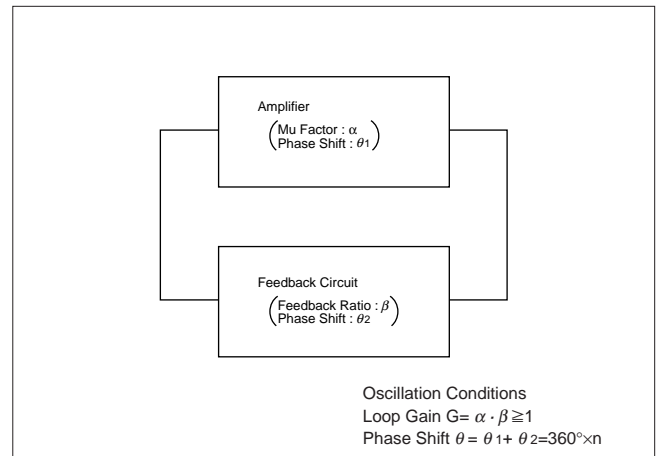 Amplifier
(Mu Factor : α
Phase Shift : θ1)
Feedback Circuit
(Feedback Ratio : β
Phase Shift : θ2)
Oscillation Conditions
Loop Gain G= α · β ≧1
Phase Shift θ = θ1+ θ2=360°×n